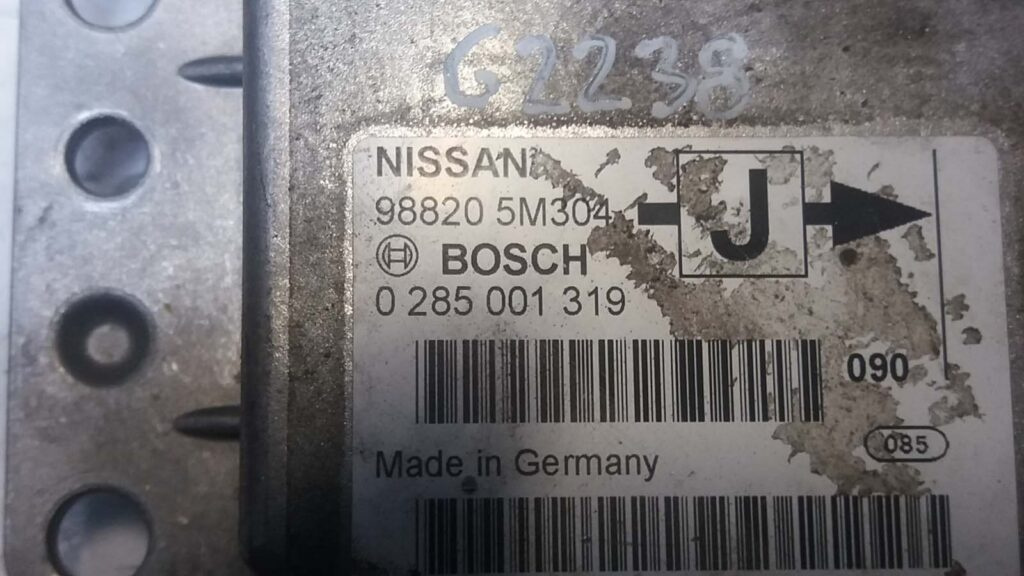 G2238
NISSAN
98820 5M304
J
BOSCH
0 285 001 319
090
085
Made in Germany